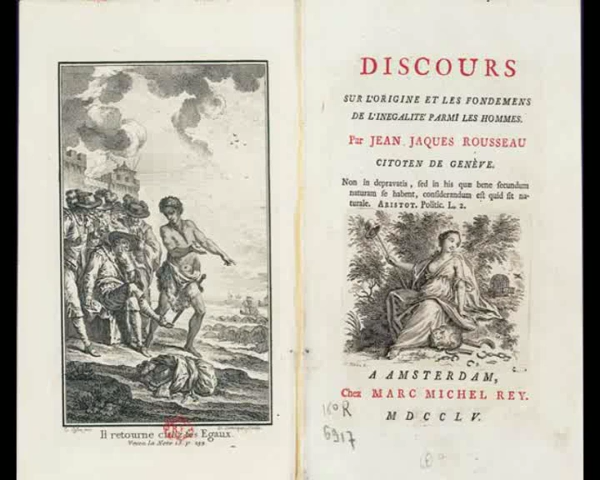 Il retourne chez ses Egaux.
DISCOURS
SUR L'ORIGINE ET LES FONDEMENS
DE L'INEGALITE PARMI LES HOMMES.
Par JEAN JAQUES ROUSSEAU
CITOTEN DE GENÈVE.
Non in depravatis, sed in his quæ bene secundum
naturam se habent, considerandum est quid sit na-
turale. ARISTOT. Politic. L. 2.
A AMSTERDAM,
Chez MARC MICHEL REY.
MDCCLV.